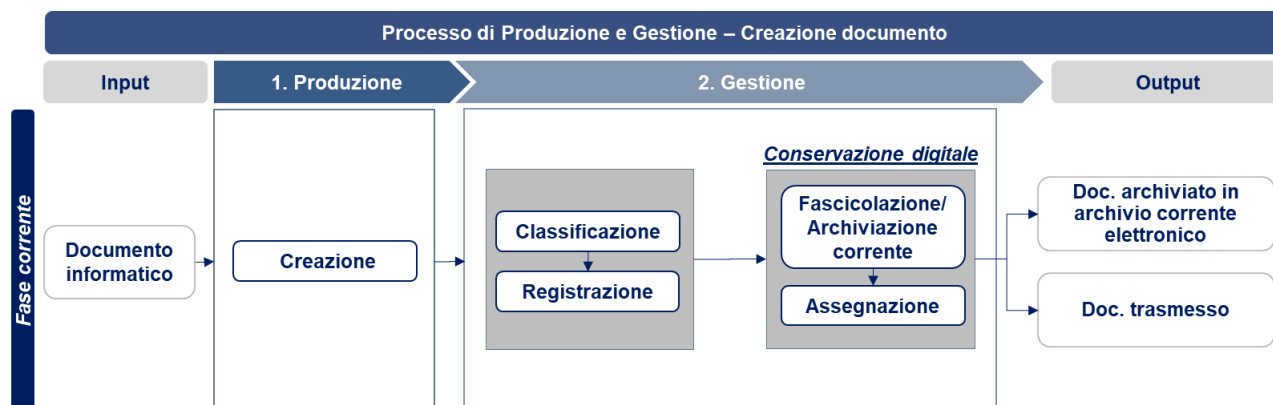 Processo di Produzione e Gestione – Creazione documento
Input
1. Produzione
2. Gestione
Output
Fase corrente
Documento
informatico
Creazione
Classificazione
Registrazione
Conservazione digitale
Fascicolazione/
Archiviazione
corrente
Assegnazione
Doc. archiviato in
archivio corrente
elettronico
Doc. trasmesso